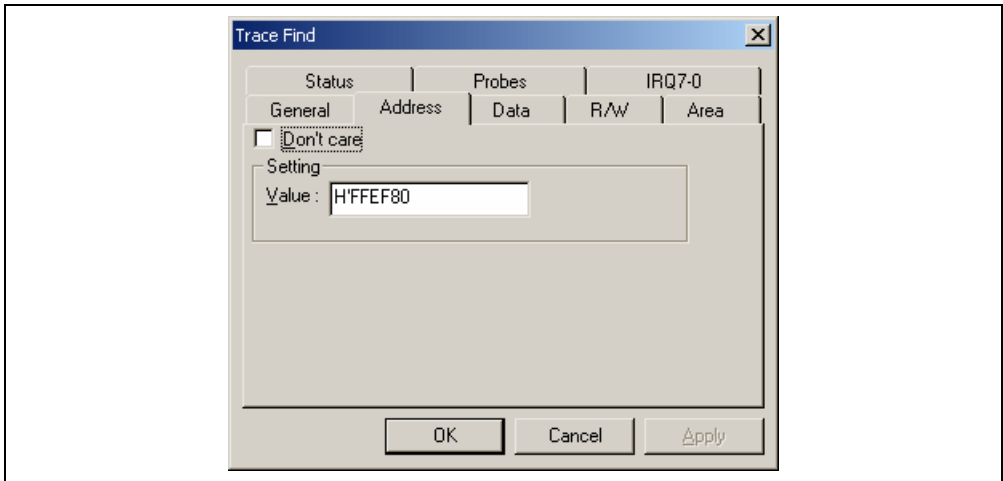 Trace Find
Status Probes IRQ7-0
General Address Data R/W Area
Don't care
Setting
Value : H'FFEF80
OK Cancel Apply